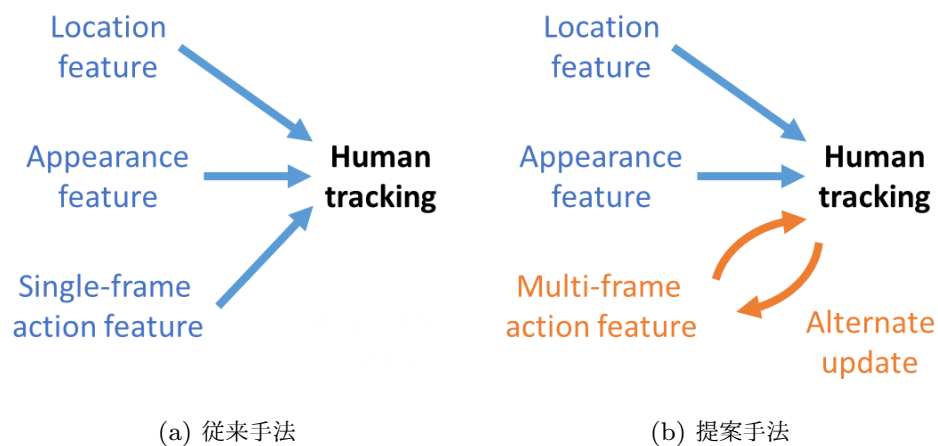 Location
feature
Appearance
feature
Single-frame
action feature
Human
tracking
(a) 従来手法
Location
feature
Appearance
feature
Multi-frame
action feature
Human
tracking
Alternate
update
(b) 提案手法